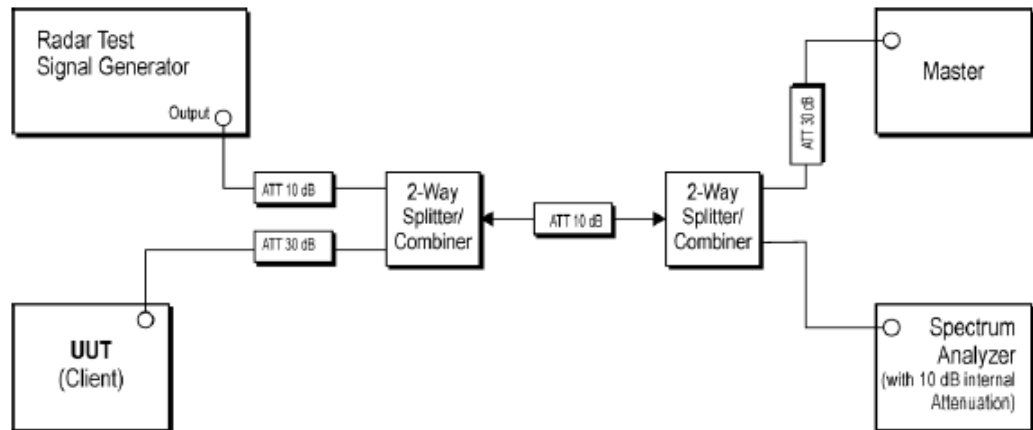 Radar Test
Signal Generator
Output
ATT 10 dB
2-Way
Splitter/
Combiner
ATT 30 dB
UUT
(Client)
ATT 10 dB
2-Way
Splitter/
Combiner
ATT 30 dB
Master
Spectrum
Analyzer
(with 10 dB internal
Attenuation)